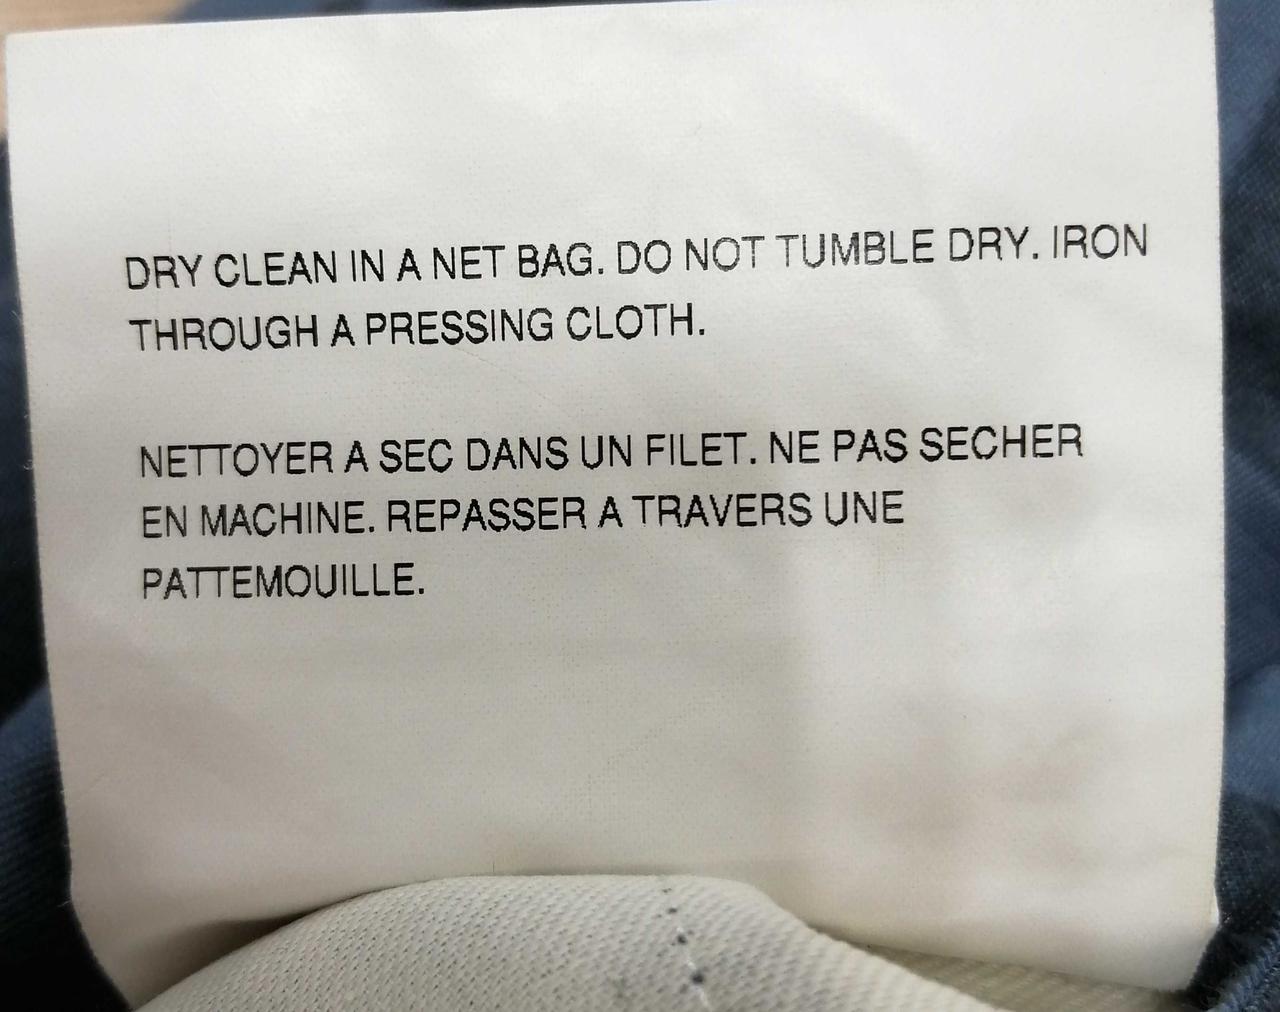 DRY CLEAN IN A NET BAG. DO NOT TUMBLE DRY. IRON
THROUGH A PRESSING CLOTH.
NETTOYER A SEC DANS UN FILET. NE PAS SECHER
EN MACHINE. REPASSER A TRAVERS UNE
PATTEMOUILLE.